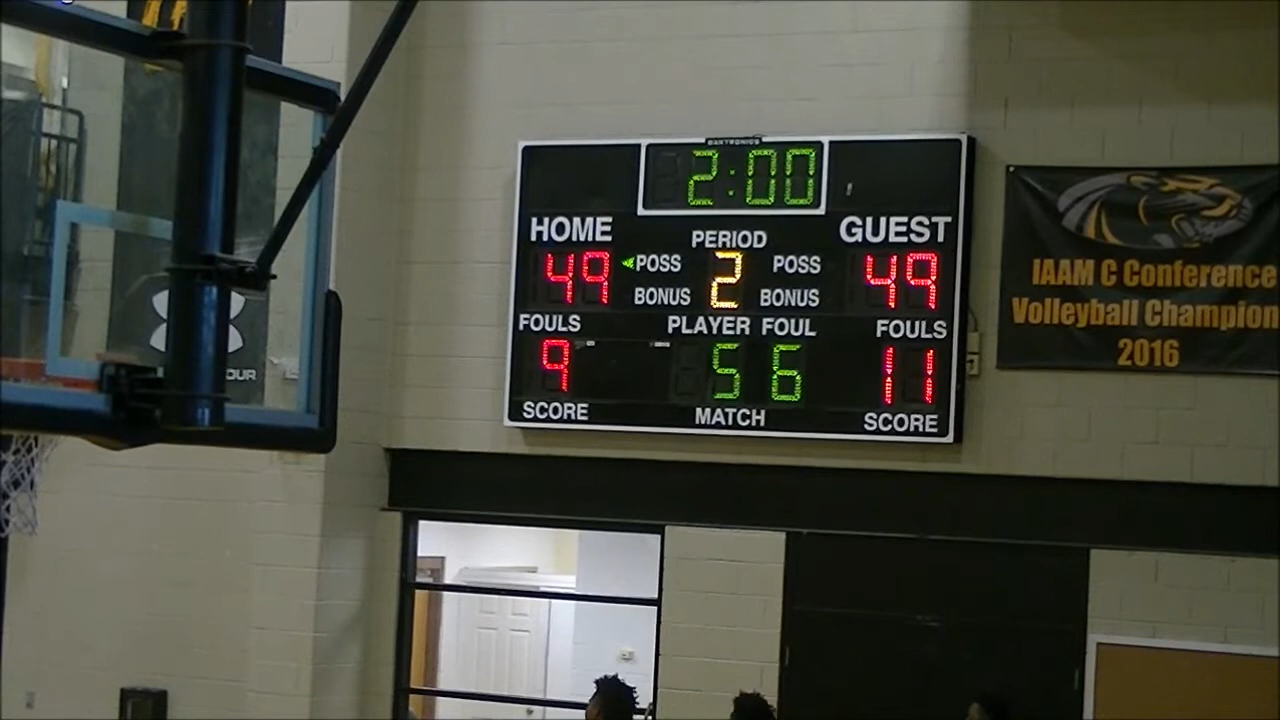 DAKTRONICS
2:00
HOME PERIOD GUEST
49 POSS 2 POSS 49
BONUS BONUS
FOULS PLAYER FOUL FOULS
9 5 6 11
SCORE MATCH SCORE
IAAM C Conference
Volleyball Champion
2016
OUR